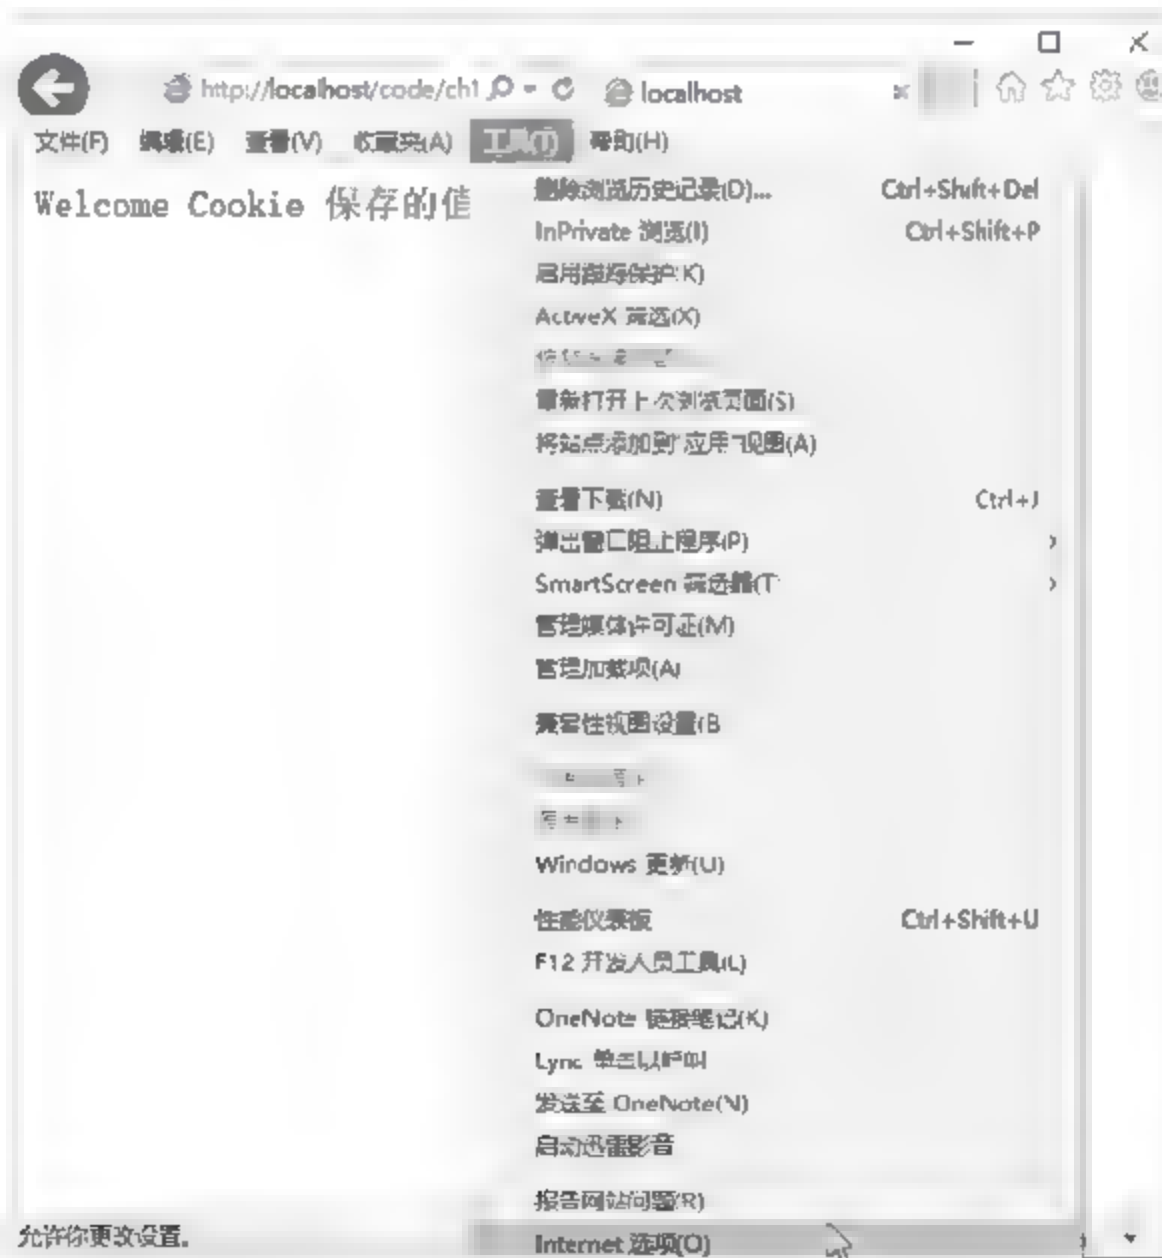 http://localhost/code/ch1 localhost
文件(F) 编辑(E) 查看(V) 收藏夹(A) 工具(T) 帮助(H)
Welcome Cookie 保存的值
删除浏览历史记录(D)... Ctrl+Shift+Del
InPrivate 浏览(I) Ctrl+Shift+P
启用跟踪保护(K)
ActiveX 筛选(X)
重新打开上次浏览页面(S)
将站点添加到"应用"视图(A)
查看下载(N) Ctrl+J
弹出窗口阻止程序(P)
SmartScreen 筛选器(T
管理媒体许可证(M)
管理加载项(A)
兼容性视图设置(B
Windows 更新(U)
性能仪表板 Ctrl+Shift+U
F12 开发人员工具(L)
OneNote 链接笔记(K)
Lync 单击以呼叫
发送至 OneNote(N)
启动迅雷影音
报告网站问题(R)
Internet 选项(O)
允许你更改设置。